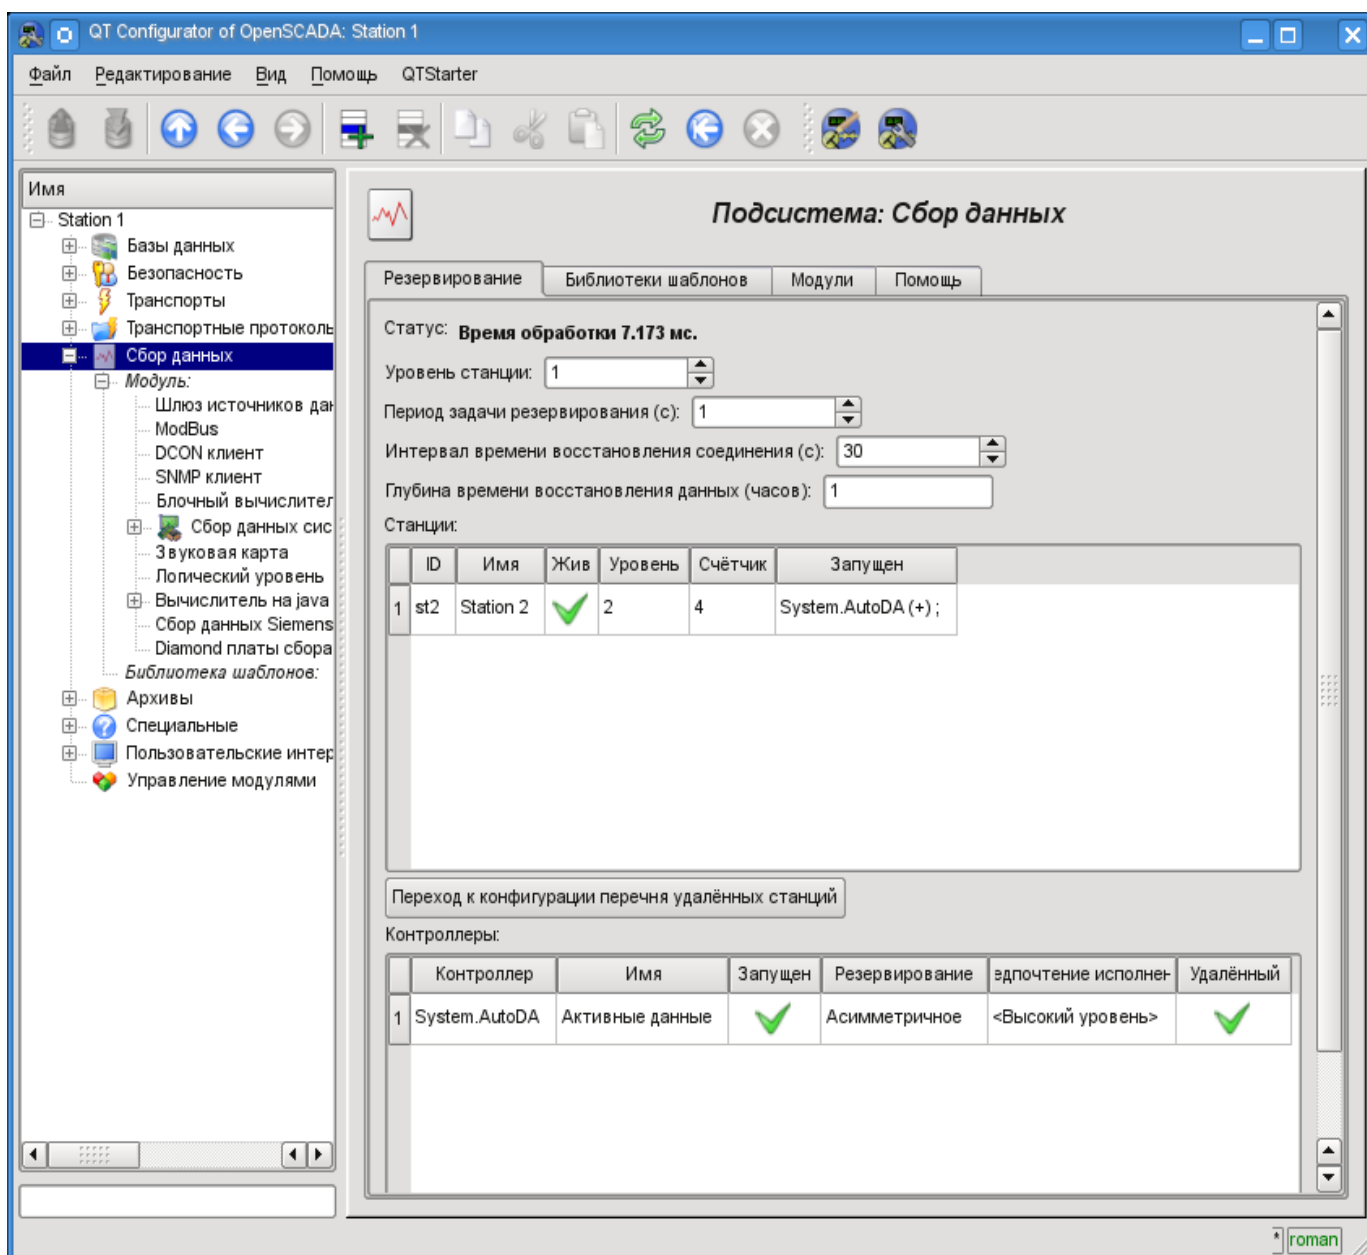 QT Configurator of OpenSCADA: Station 1
Файл Редактирование Вид Помощь QTStarter
Имя
Station 1
Базы данных
Безопасность
Транспорты
Транспортные протоколь
Сбор данных
Модуль:
Шлюз источников дан
ModBus
DCON клиент
SNMP клиент
Блочный вычислител
Сбор данных сис
Звуковая карта
Логический уровень
Вычислитель на java
Сбор данных Siemens
Diamond платы сбора
Библиотека шаблонов:
Архивы
Специальные
Пользовательские интер
Управление модулями
Подсистема: Сбор данных
Резервирование Библиотеки шаблонов Модули Помощь
Статус: Время обработки 7.173 мс.
Уровень станции: 1
Период задачи резервирования (с): 1
Интервал времени восстановления соединения (с): 30
Глубина времени восстановления данных (часов): 1
Станции:
ID Имя Жив Уровень Счётчик Запущен
1 st2 Station 2 2 4 System.AutoDA (+) ;
Переход к конфигурации перечня удалённых станций
Контроллеры:
Контроллер Имя Запущен Резервирование едпочтение исполнен Удалённый
1 System.AutoDA Активные данные Асимметричное <Высокий уровень>
* roman